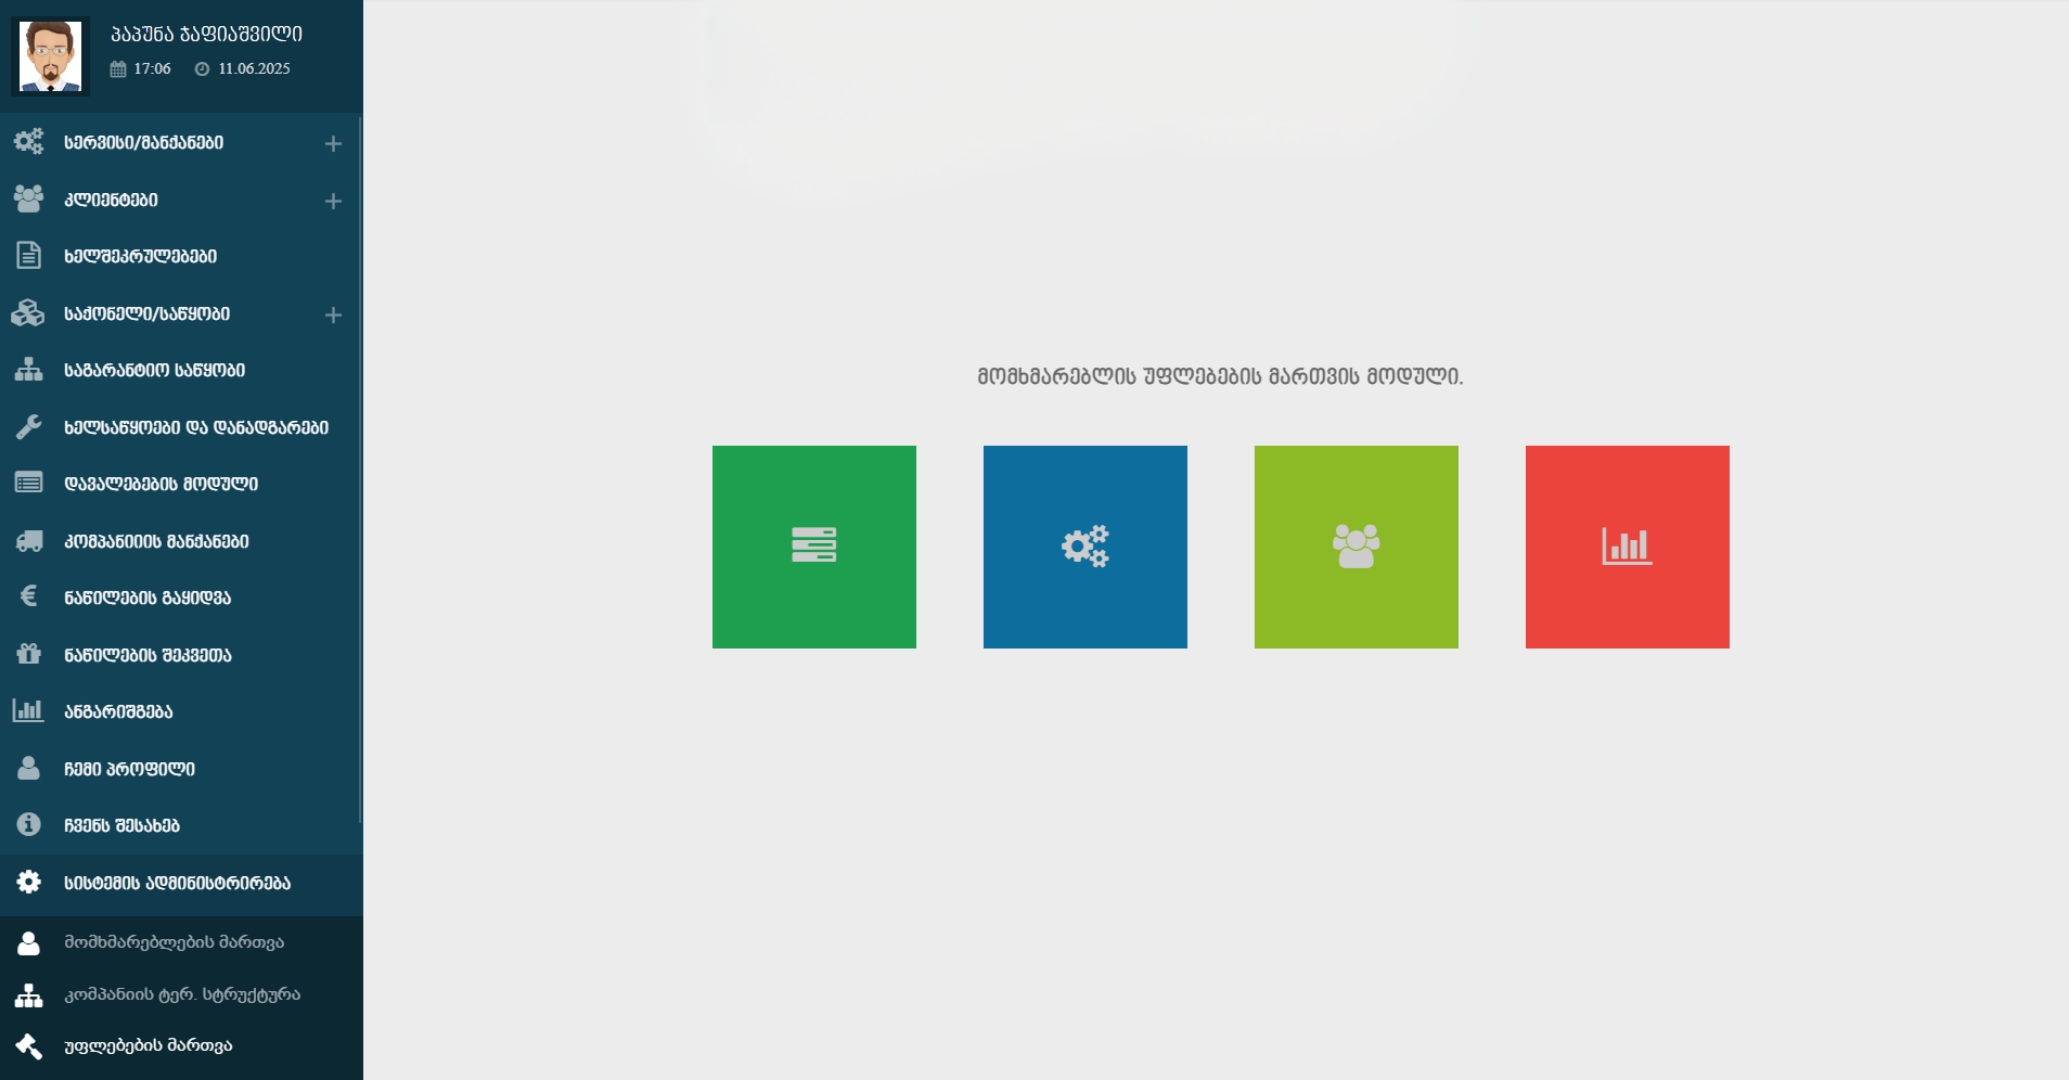 პაპუნა ჯაფიაშვილი
17:06 11.06.2025
სერვისი/მანქანები
კლიენტები
ხელშეკრულებები
საქონელი/საწყობი
საგარანტიო საწყობი
ხელსაწყოები და დანადგარები
დავალებების მოდული
კომპანიიის მანქანები
ნაწილების გაყიდვა
ნაწილების შეკვეთა
ანგარიშგება
ჩემი პროფილი
ჩვენს შესახებ
სისტემის ადმინისტრირება
მომხმარებლების მართვა
კომპანიის ტერ. სტრუქტურა
უფლებების მართვა
მომხმარებლის უფლებების მართვის მოდული.